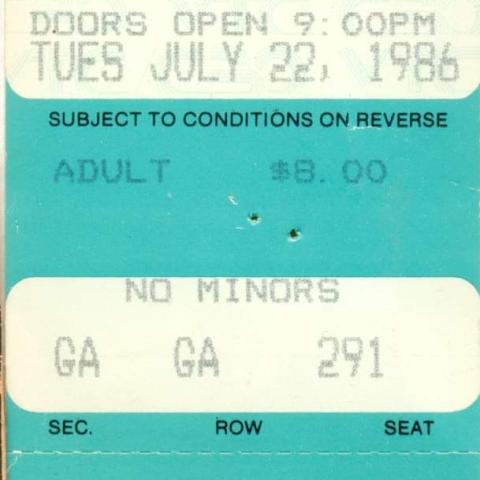 DOORS OPEN 9:00PM
TUES JULY 22, 1986
SUBJECT TO CONDITIONS ON REVERSE
ADULT $8.00
NO MINORS
GA GA 291
SEC. ROW SEAT